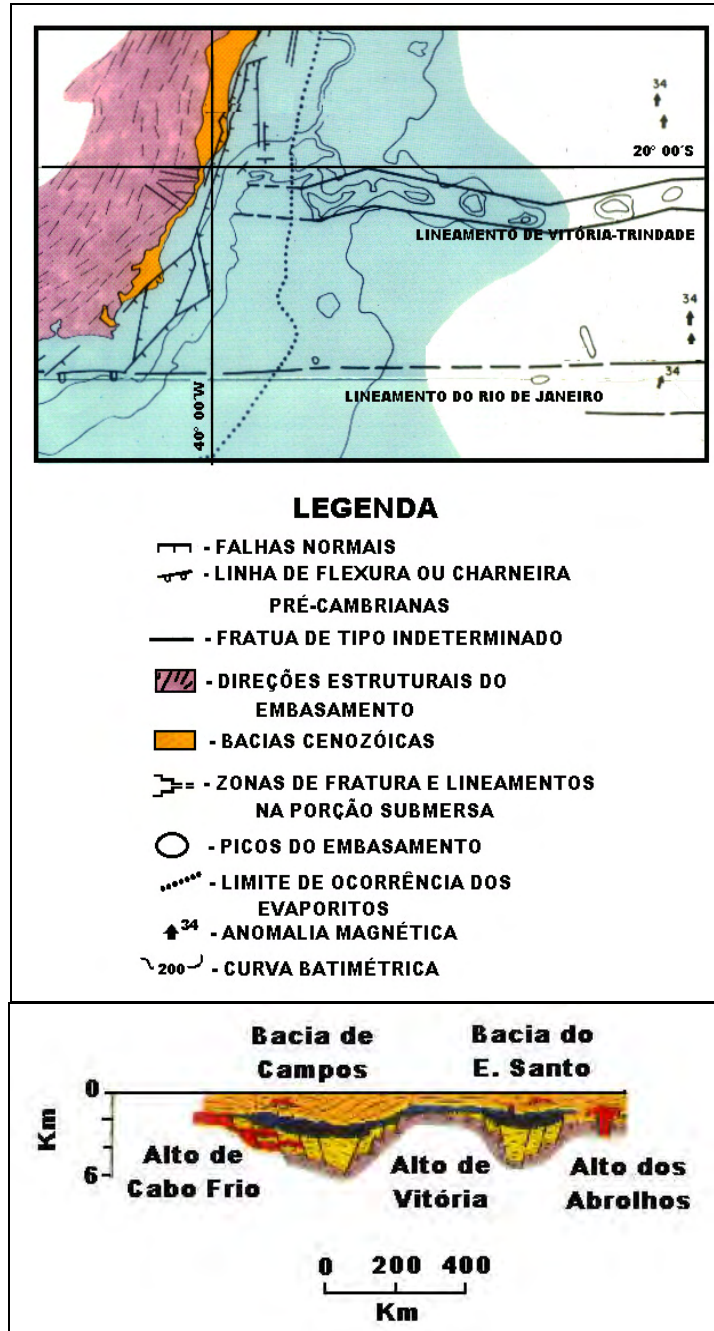 34
20° 00'S
LINEAMENTO DE VITÓRIA-TRINDADE
34
34
LINEAMENTO DO RIO DE JANEIRO
40° 00'W
LEGENDA
- FALHAS NORMAIS
- LINHA DE FLEXURA OU CHARNEIRA
PRÉ-CAMBRIANAS
- FRATUA DE TIPO INDETERMINADO
- DIREÇÕES ESTRUTURAIS DO
EMBASAMENTO
- BACIAS CENOZÓICAS
- ZONAS DE FRATURA E LINEAMENTOS
NA PORÇÃO SUBMERSA
- PICOS DO EMBASAMENTO
- LIMITE DE OCORRÊNCIA DOS
EVAPORITOS
34 - ANOMALIA MAGNÉTICA
200 - CURVA BATIMÉTRICA
Bacia de
Campos
Bacia do
E. Santo
0
Km
6
Alto de
Cabo Frio
Alto de
Vitória
Alto dos
Abrolhos
0 200 400
Km